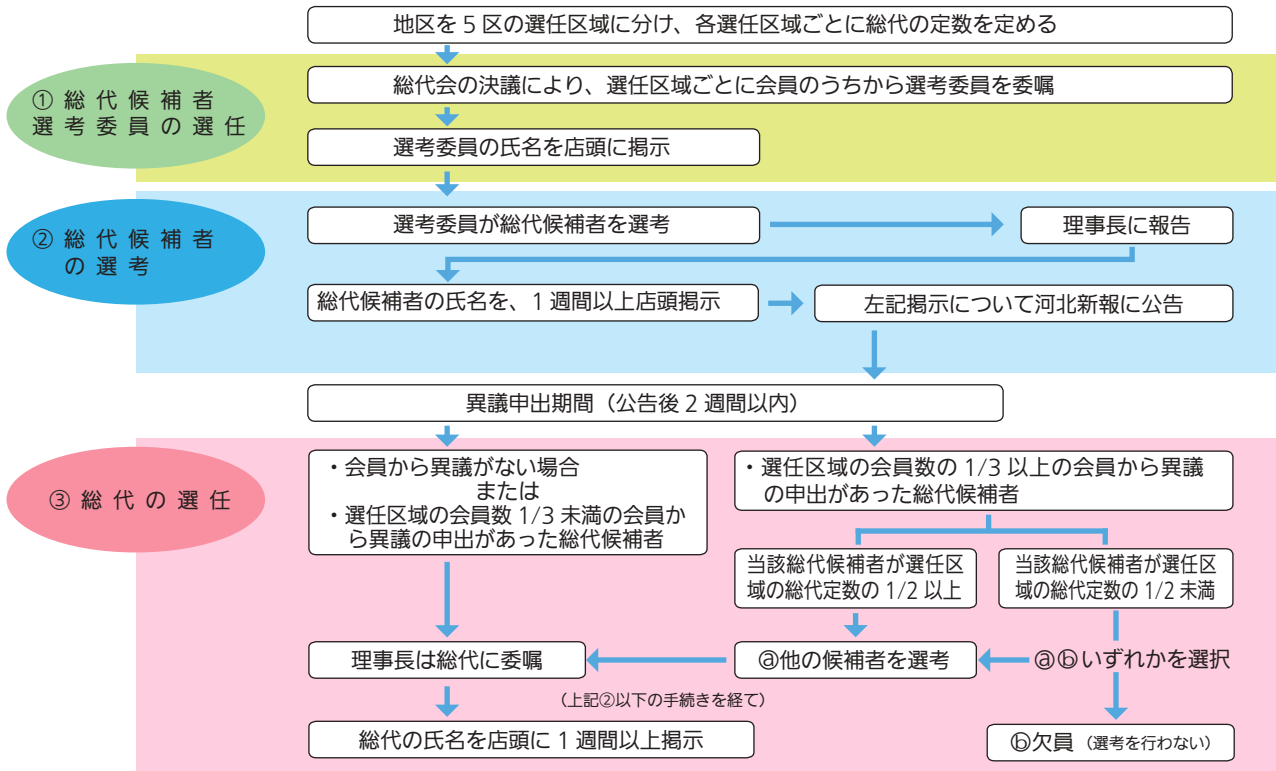 地区を5区の選任区域に分け、各選任区域ごとに総代の定数を定める
①総代候補者
選考委員の選任
総代会の決議により、選任区域ごとに会員のうちから選考委員を委嘱
選考委員の氏名を店頭に掲示
②総代候補者
の選考
選考委員が総代候補者を選考
理事長に報告
総代候補者の氏名を、1週間以上店頭掲示
左記掲示について河北新報に公告
異議申出期間（公告後2週間以内）
③総代の選任
・会員から異議がない場合
または
・選任区域の会員数1/3未満の会員か
ら異議の申出があった総代候補者
・選任区域の会員数の1/3以上の会員から異議
の申出があった総代候補者
当該総代候補者が選任区
域の総代定数の1/2以上
当該総代候補者が選任区
域の総代定数の1/2未満
理事長は総代に委嘱
ⓐ他の候補者を選考
ⓐⓑいずれかを選択
（上記②以下の手続きを経て）
総代の氏名を店頭に1週間以上掲示
ⓑ欠員（選考を行わない）